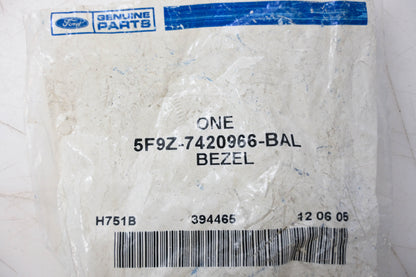 Ford
GENUINE
PARTS
ONE
5F9Z-7420966-BAL
BEZEL
H751B 394465 12 06 05